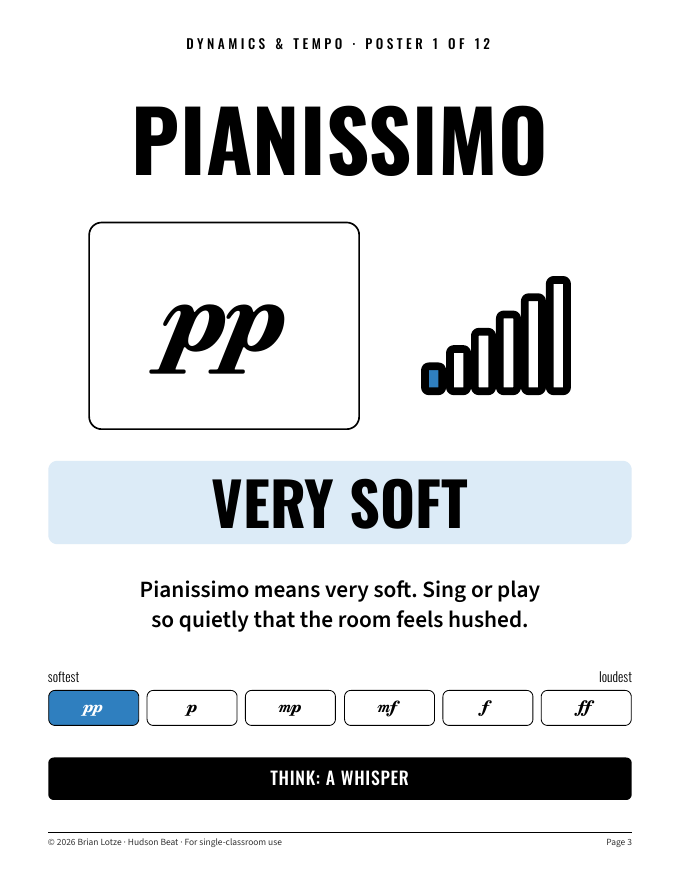 DYNAMICS & TEMPO · POSTER 1 OF 12
PIANISSIMO
pp
VERY SOFT
Pianissimo means very soft. Sing or play
so quietly that the room feels hushed.
softest loudest
pp p mp mf f ff
THINK: A WHISPER
© 2026 Brian Lotze · Hudson Beat · For single-classroom use Page 3